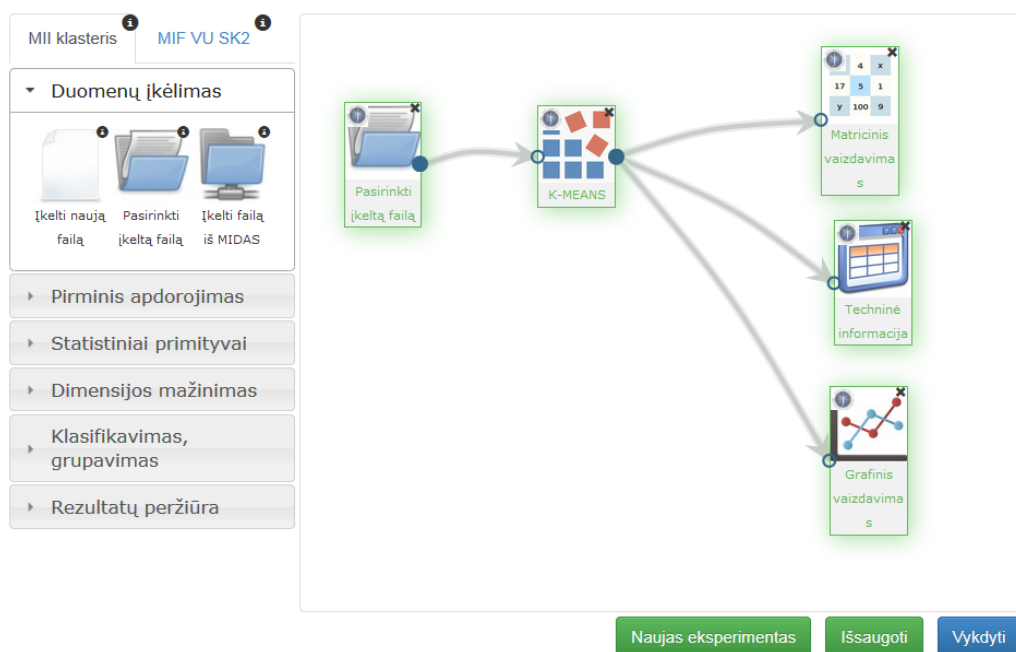 MII klasteris
MIF VU SK2
Duomenų įkėlimas
Įkelti naują
failą
Pasirinkti
įkeltą failą
Įkelti failą
iš MIDAS
Pirminis apdorojimas
Statistiniai primityvai
Dimensijos mažinimas
Klasifikavimas,
grupavimas
Rezultatų peržiūra
Pasirinkti
įkeltą failą
K-MEANS
4 x
17 5 1
y 100 9
Matricinis
vaizdavima
s
Techninė
informacija
Grafinis
vaizdavima
s
Naujas eksperimentas
Išsaugoti
Vykdyti